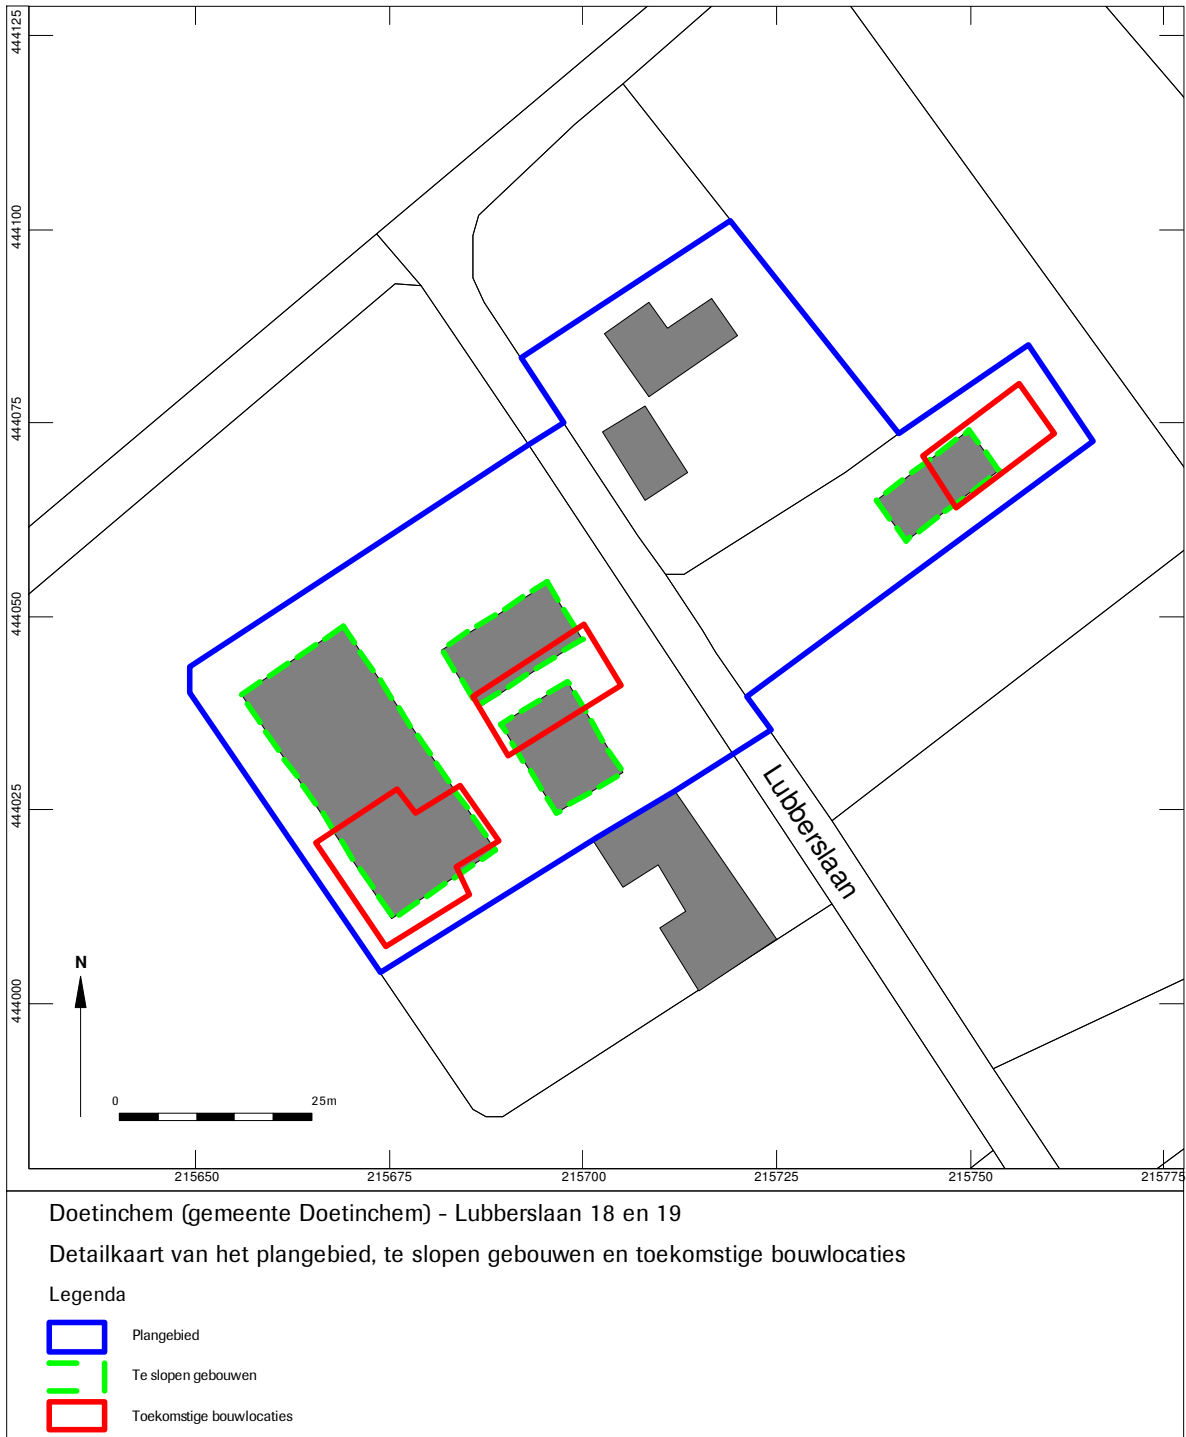 444125
444100
444075
444050
444025
444000
Lubberslaan
N
0 25m
215650 215675 215700 215725 215750 215775
Doetinchem (gemeente Doetinchem) - Lubberslaan 18 en 19
Detailkaart van het plangebied, te slopen gebouwen en toekomstige bouwlocaties
Legenda
Plangebied
Te slopen gebouwen
Toekomstige bouwlocaties